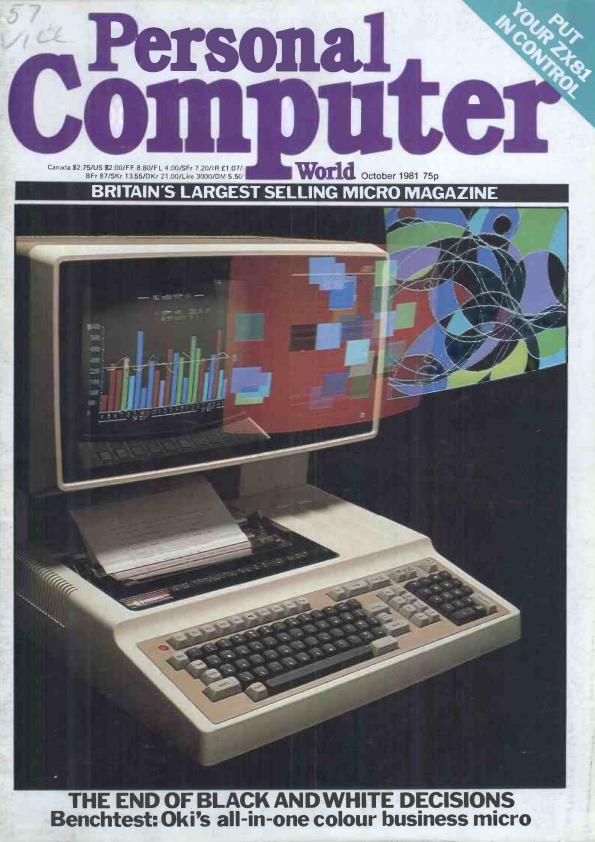 57
PUT
YOUR ZX81
IN CONTROL
Personal
Computer
World
Canada $2.75/US $2.00/FF 8.80/FL 4.00/SFr 7.20/IR £1.07/
BFr 87/SKr 13.55/DKr 21.00/Lire 3000/DM 5.50
October 1981 75p
BRITAIN'S LARGEST SELLING MICRO MAGAZINE
THE END OF BLACK AND WHITE DECISIONS
Benchtest: Oki's all-in-one colour business micro